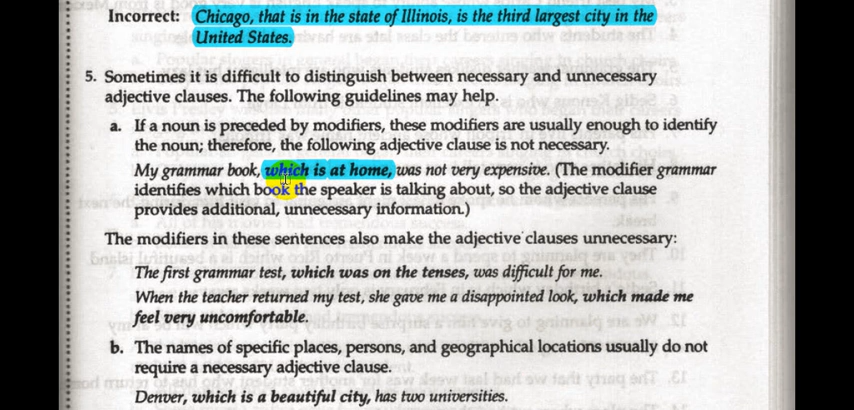 Incorrect: Chicago, that is in the state of Illinois, is the third largest city in the
United States.
5. Sometimes it is difficult to distinguish between necessary and unnecessary
adjective clauses. The following guidelines may help.
a. If a noun is preceded by modifiers, these modifiers are usually enough to identify
the noun; therefore, the following adjective clause is not necessary.
My grammar book, which is at home, was not very expensive. (The modifier grammar
identifies which book the speaker is talking about, so the adjective clause
provides additional, unnecessary information.)
The modifiers in these sentences also make the adjective clauses unnecessary:
The first grammar test, which was on the tenses, was difficult for me.
When the teacher returned my test, she gave me a disappointed look, which made me
feel very uncomfortable.
b. The names of specific places, persons, and geographical locations usually do not
require a necessary adjective clause.
Denver, which is a beautiful city, has two universities.